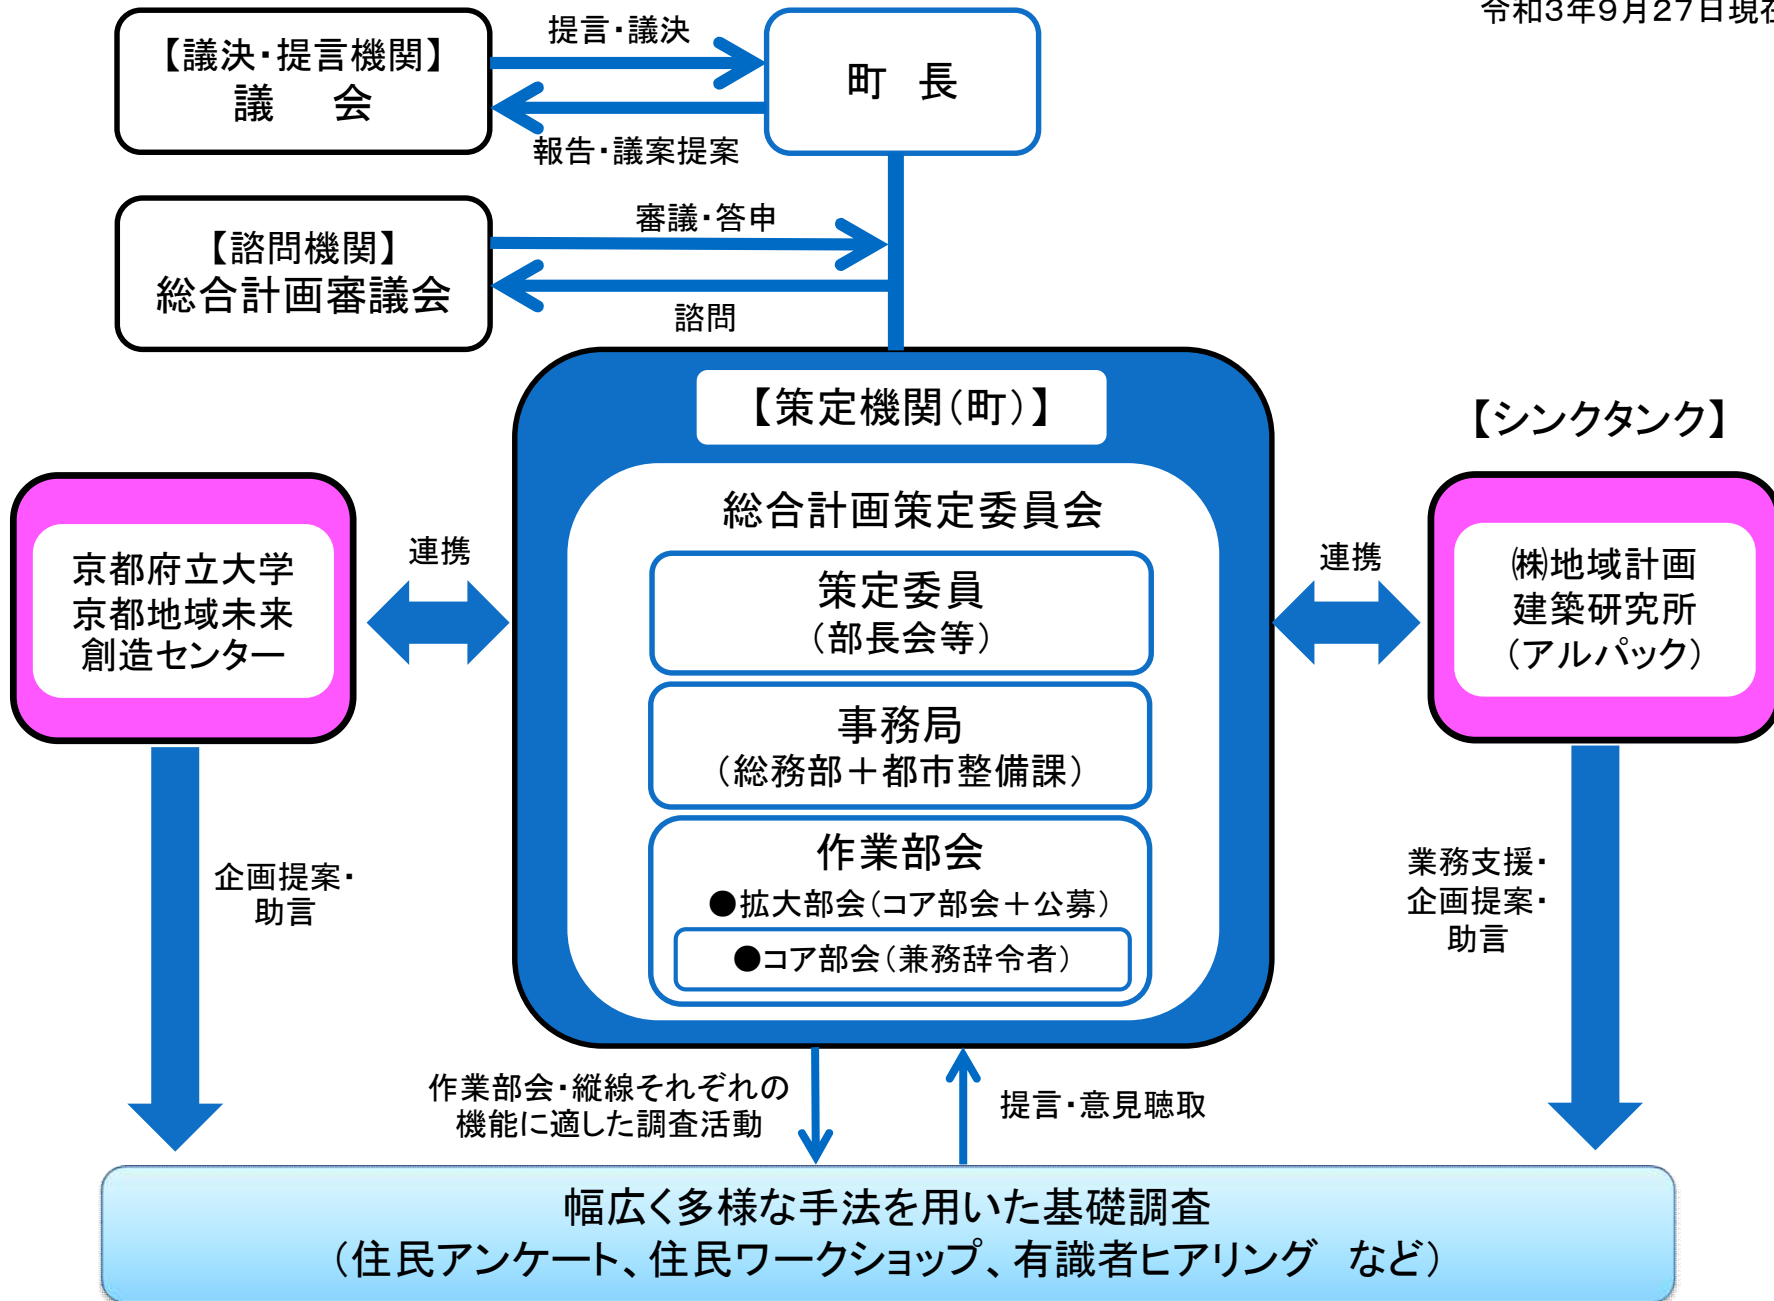 令和3年9月27日現在
【議決・提言機関】
議　会
提言・議決
町　長
報告・議案提案
【諮問機関】
総合計画審議会
審議・答申
諮問
【策定機関（町）】
総合計画策定委員会
策定委員
（部長会等）
事務局
（総務部＋都市整備課）
作業部会
●拡大部会（コア部会＋公募）
●コア部会（兼務辞令者）
京都府立大学
京都地域未来
創造センター
連携
連携
【シンクタンク】
㈱地域計画
建築研究所
（アルパック）
企画提案・
助言
業務支援・
企画提案・
助言
作業部会・縦線それぞれの
機能に適した調査活動
提言・意見聴取
幅広く多様な手法を用いた基礎調査
（住民アンケート、住民ワークショップ、有識者ヒアリング　など）